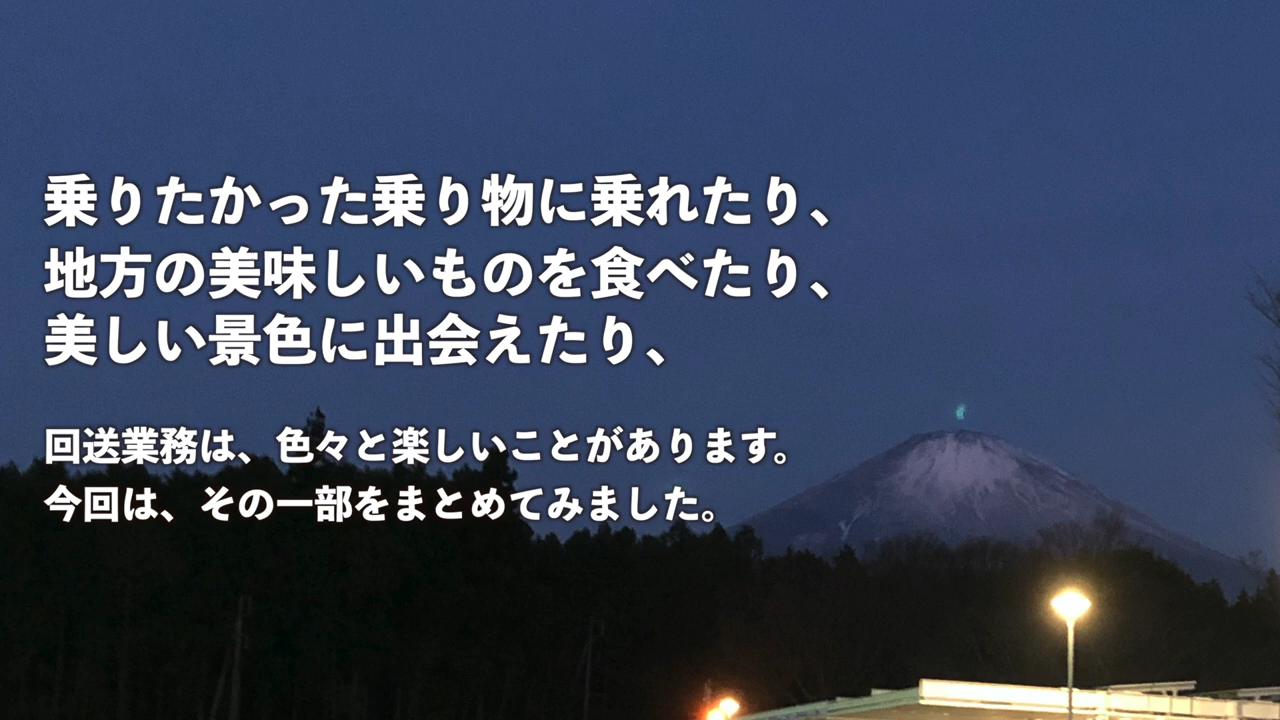 乗りたかった乗り物に乗れたり、
地方の美味しいものを食べたり、
美しい景色に出会えたり、
回送業務は、色々と楽しいことがあります。
今回は、その一部をまとめてみました。